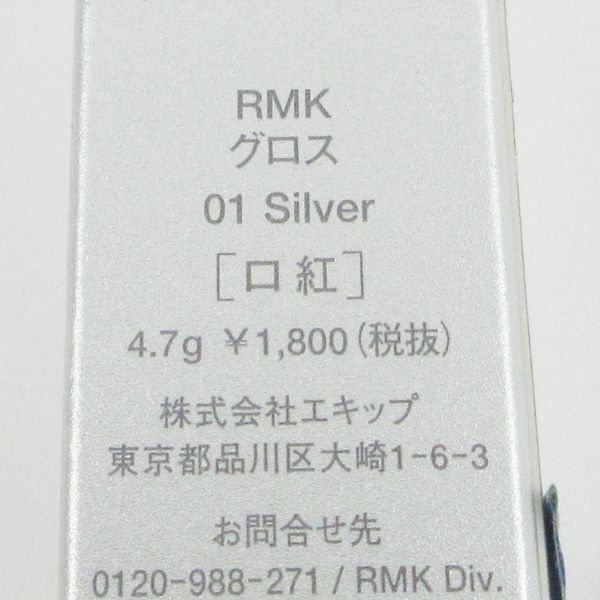 RMK
グロス
01 Silver
[口紅]
4.7g ¥1,800(税抜)
株式会社エキップ
東京都品川区大崎1-6-3
お問合せ先
0120-988-271 / RMK Div.